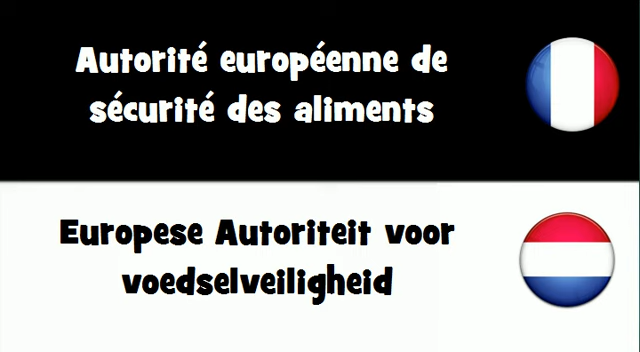 Autorité européenne de
sécurité des aliments
Europese Autoriteit voor
voedselveiligheid